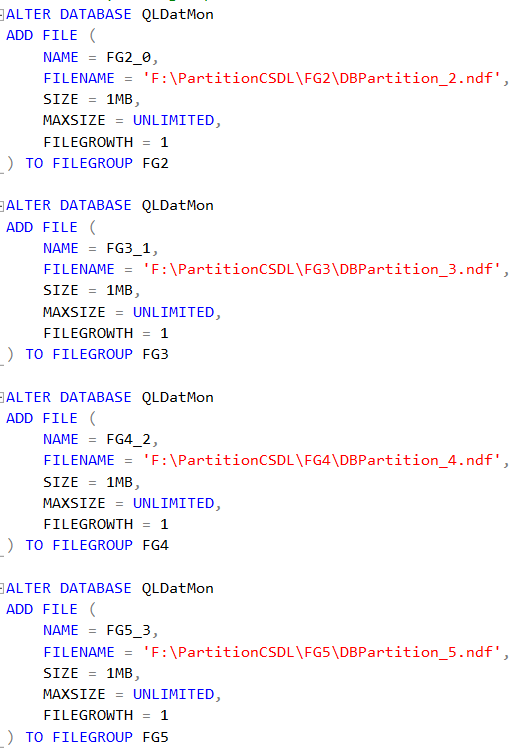 ALTER DATABASE QLDatMon
ADD FILE (
NAME = FG2_0,
FILENAME = 'F:\PartitionCSDL\FG2\DBPartition_2.ndf',
SIZE = 1MB,
MAXSIZE = UNLIMITED,
FILEGROWTH = 1
) TO FILEGROUP FG2
ALTER DATABASE QLDatMon
ADD FILE (
NAME = FG3_1,
FILENAME = 'F:\PartitionCSDL\FG3\DBPartition_3.ndf',
SIZE = 1MB,
MAXSIZE = UNLIMITED,
FILEGROWTH = 1
) TO FILEGROUP FG3
ALTER DATABASE QLDatMon
ADD FILE (
NAME = FG4_2,
FILENAME = 'F:\PartitionCSDL\FG4\DBPartition_4.ndf',
SIZE = 1MB,
MAXSIZE = UNLIMITED,
FILEGROWTH = 1
) TO FILEGROUP FG4
ALTER DATABASE QLDatMon
ADD FILE (
NAME = FG5_3,
FILENAME = 'F:\PartitionCSDL\FG5\DBPartition_5.ndf',
SIZE = 1MB,
MAXSIZE = UNLIMITED,
FILEGROWTH = 1
) TO FILEGROUP FG5